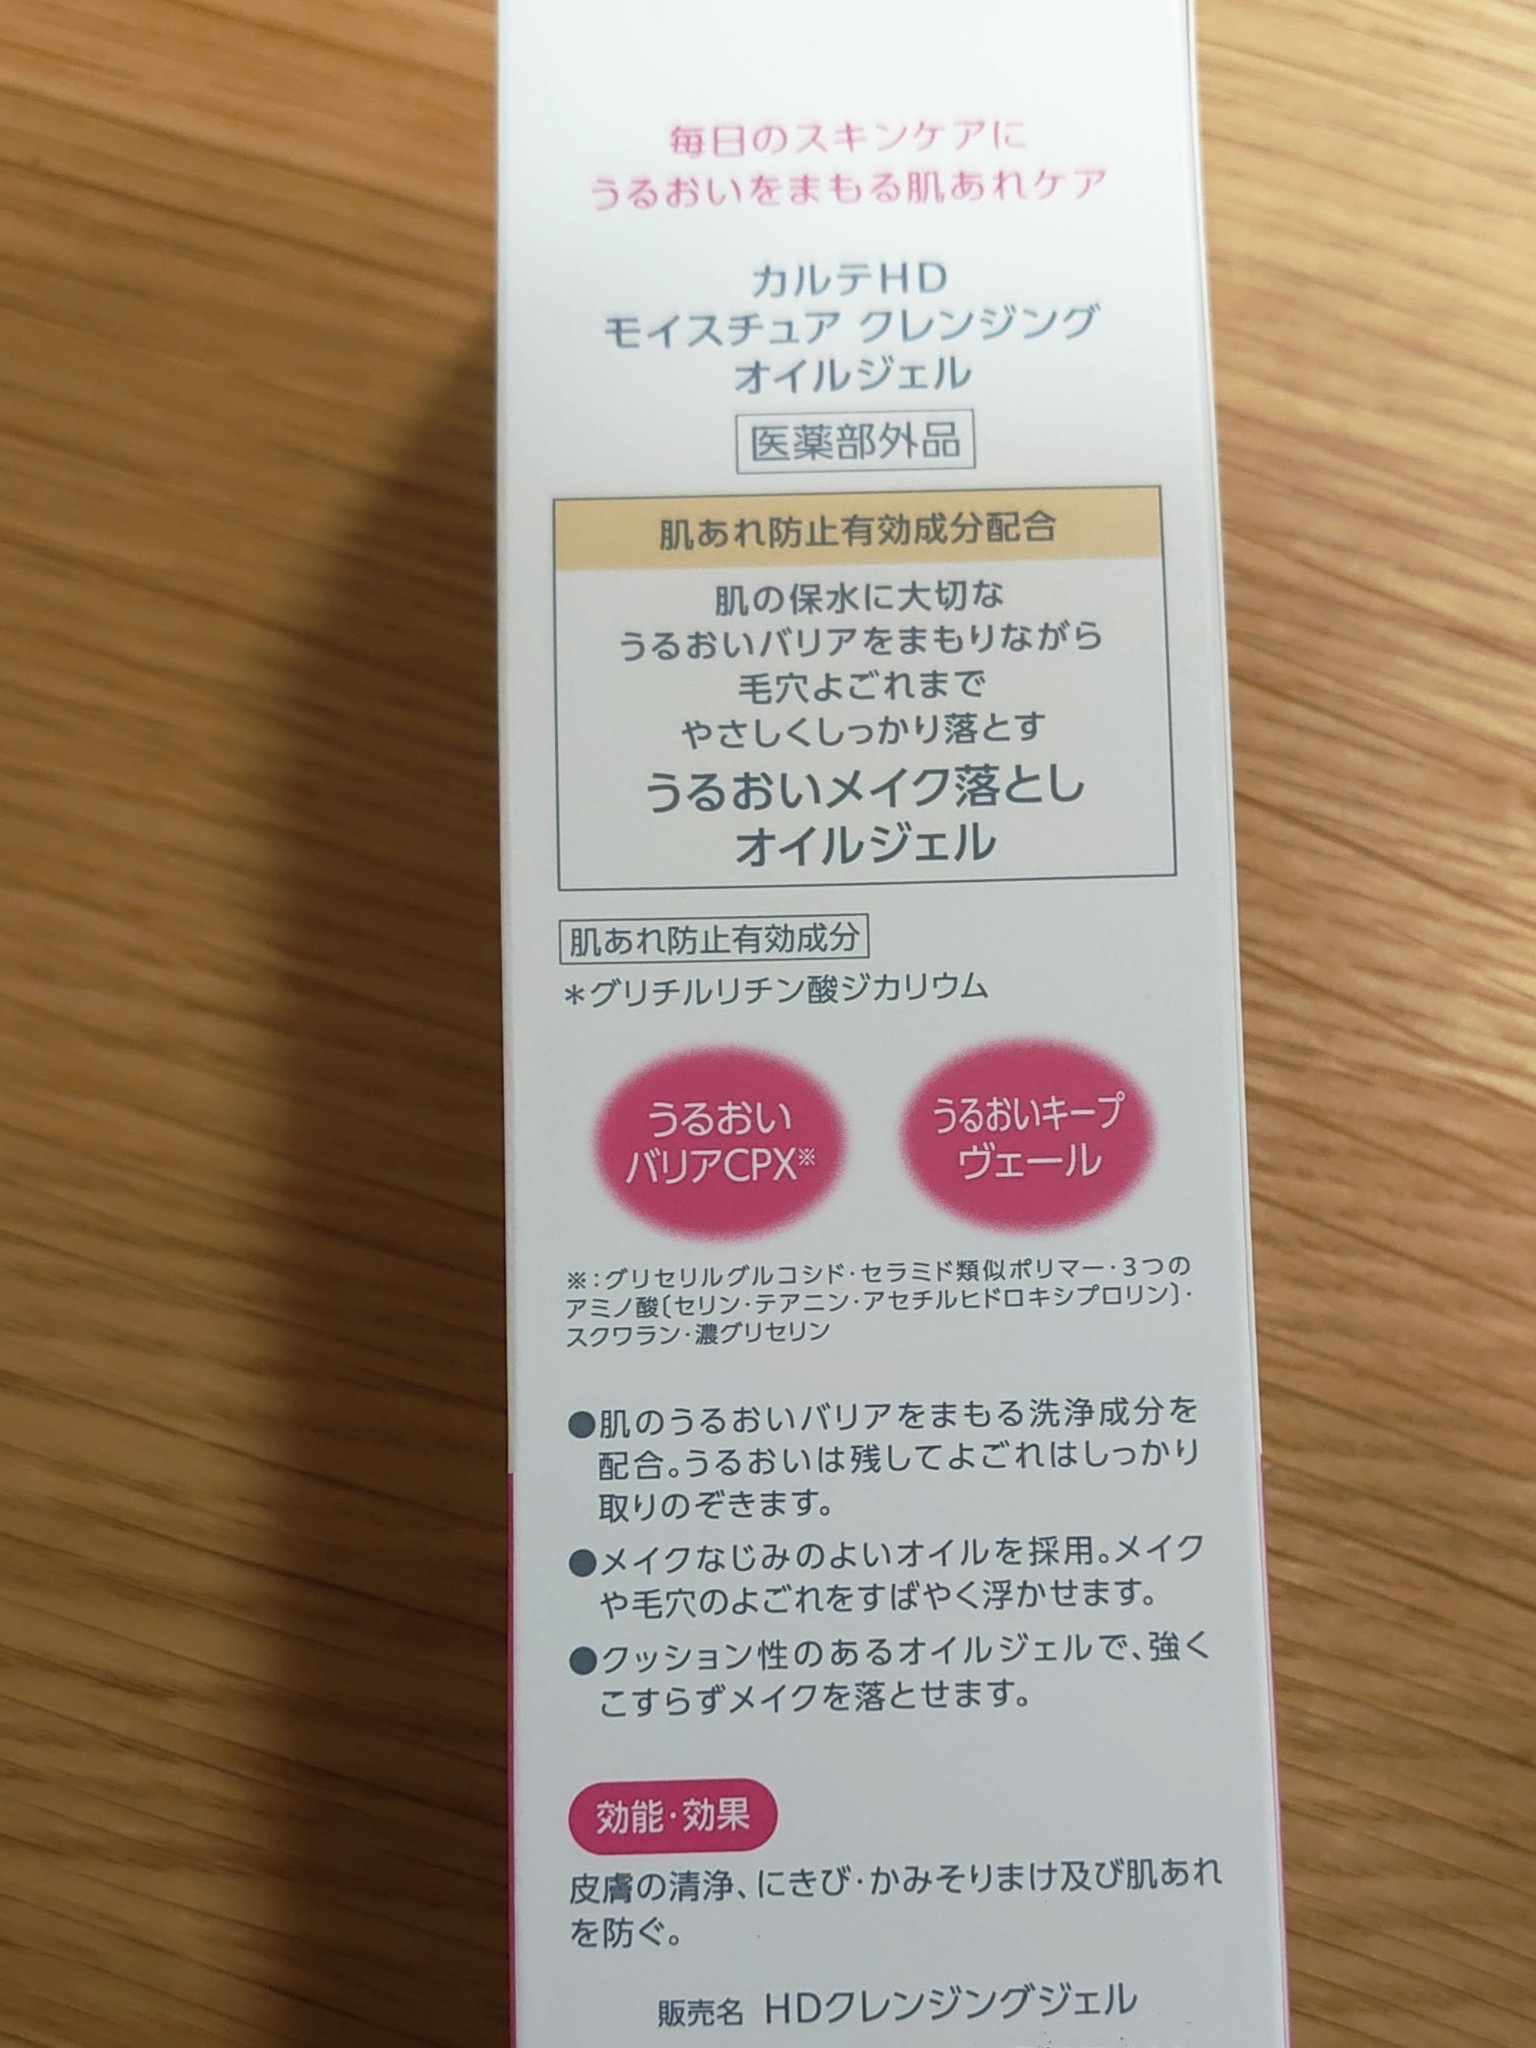 毎日のスキンケアに
うるおいをまもる肌あれケア
カルテHD
モイスチュア クレンジング
オイルジェル
医薬部外品
肌あれ防止有効成分配合
肌の保水に大切な
うるおいバリアをまもりながら
毛穴よごれまで
やさしくしっかり落とす
うるおいメイク落とし
オイルジェル
肌あれ防止有効成分
*グリチルリチン酸ジカリウム
うるおい
バリアCPX※
うるおいキープ
ヴェール
※:グリセリルグルコシド・セラミド類似ポリマー・3つの
アミノ酸〔セリン・テアニン・アセチルヒドロキシプロリン〕・
スクワラン・濃グリセリン
●肌のうるおいバリアをまもる洗浄成分を
配合。うるおいは残してよごれはしっかり
取りのぞきます。
●メイクなじみのよいオイルを採用。メイク
や毛穴のよごれをすばやく浮かせます。
●クッション性のあるオイルジェルで、強く
こすらずメイクを落とせます。
効能・効果
皮膚の清浄、にきび・かみそりまけ及び肌あれ
を防ぐ。
販売名 HDクレンジングジェル